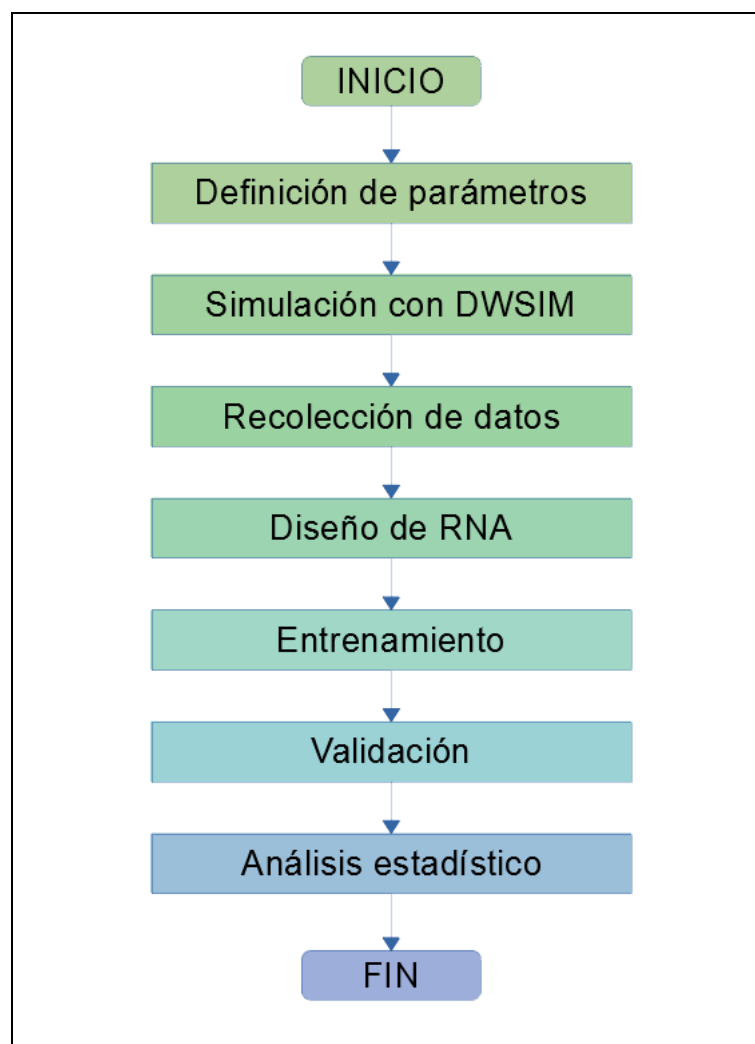 INICIO
Definición de parámetros
Simulación con DWSIM
Recolección de datos
Diseño de RNA
Entrenamiento
Validación
Análisis estadístico
FIN